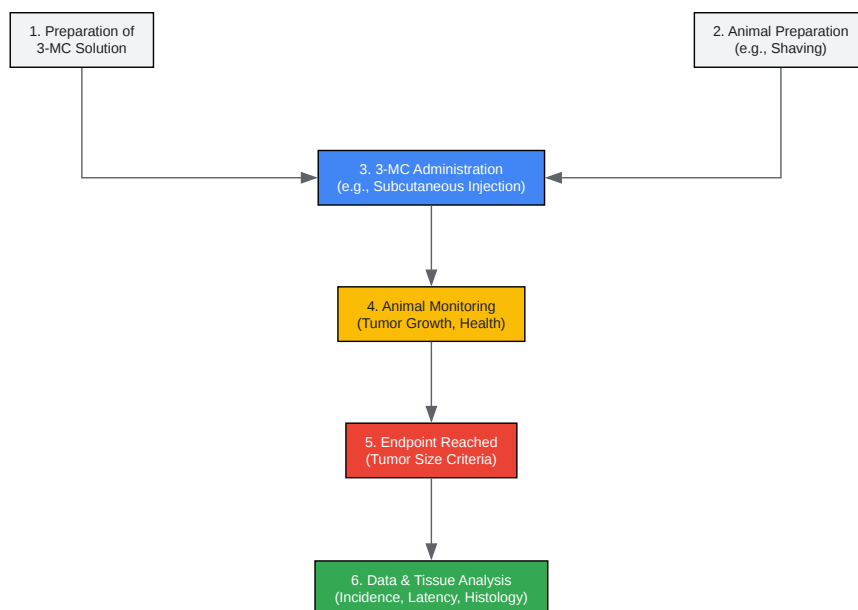 1. Preparation of
3-MC Solution
2. Animal Preparation
(e.g., Shaving)
3. 3-MC Administration
(e.g., Subcutaneous Injection)
4. Animal Monitoring
(Tumor Growth, Health)
5. Endpoint Reached
(Tumor Size Criteria)
6. Data & Tissue Analysis
(Incidence, Latency, Histology)